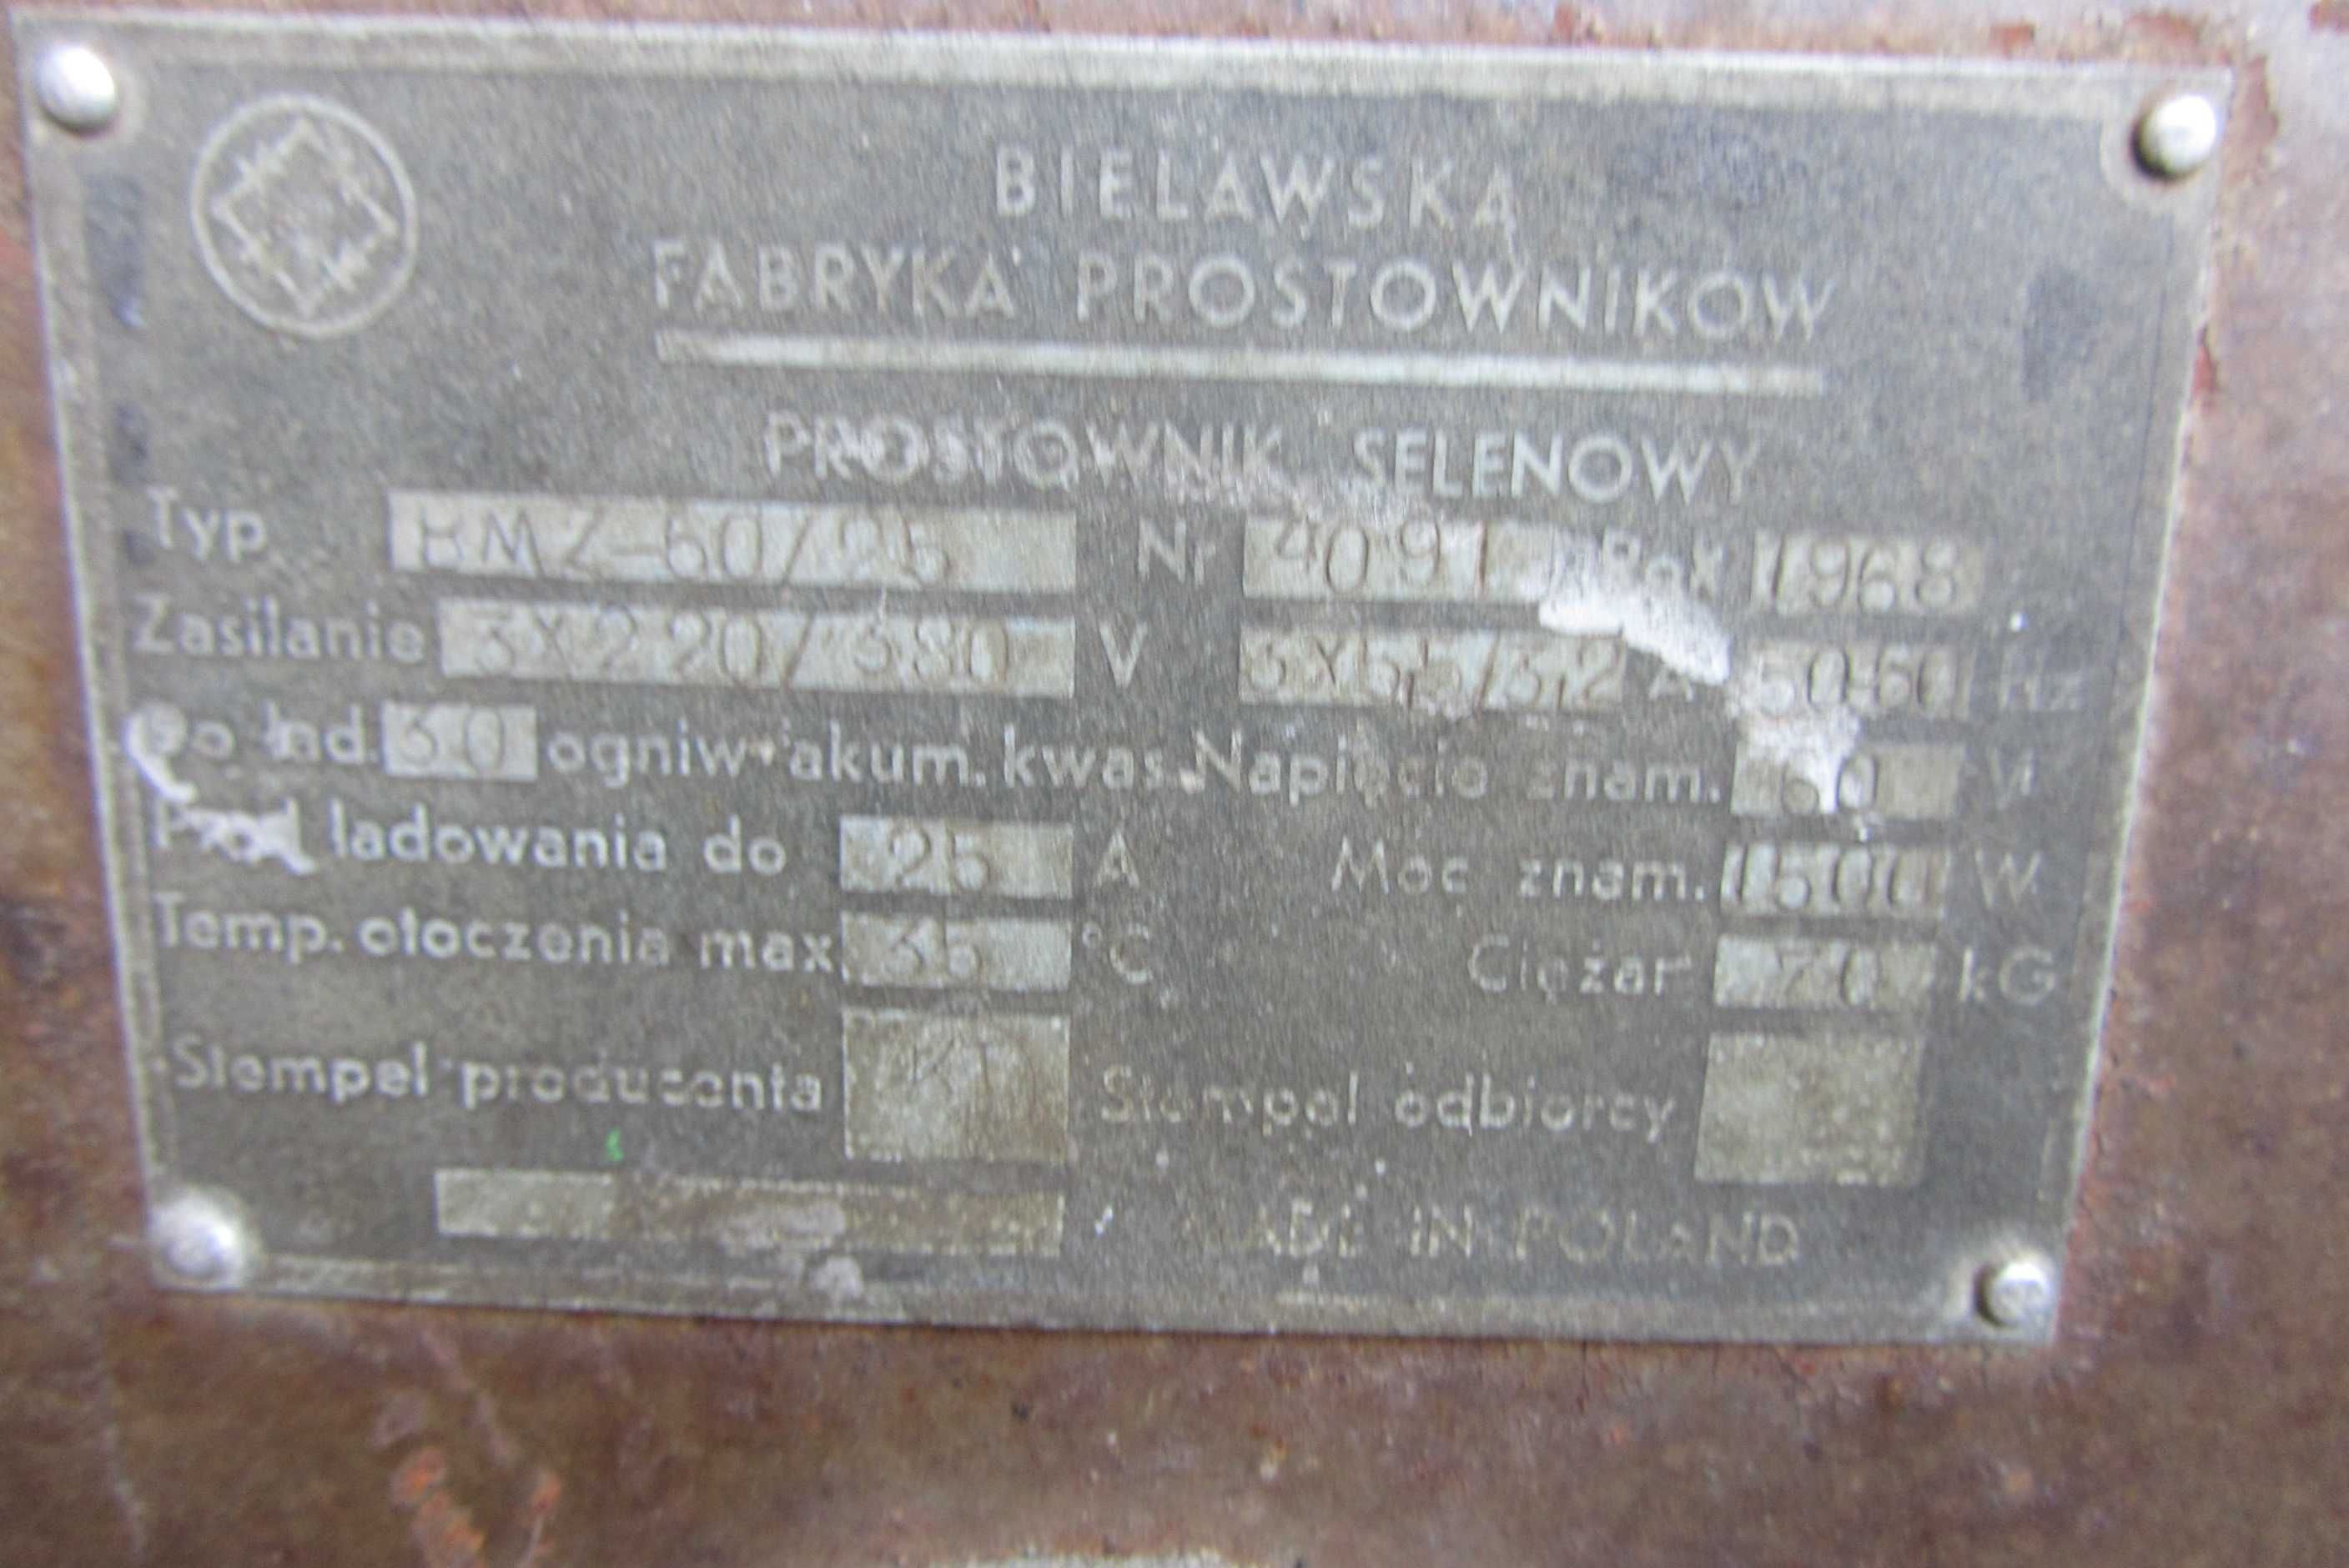 BIELAWSKA
FABRYKA PROSTOWNIKÓW
PROSTOWNIK SELENOWY
Typ BMZ-60/25 Nr 4091 Rok 1968
Zasilanie 3X220/380 V 3X5,5/3,2 A 50-60 Hz
Do ład. 30 ogniw akum. kwas. Napięcie znam. 60 V
Prąd ładowania do 25 A Moc znam. 1500 W
Temp. otoczenia max. 35 °C Ciężar 70 kG
Stempel producenta Stempel odbiorcy
MADE IN POLAND